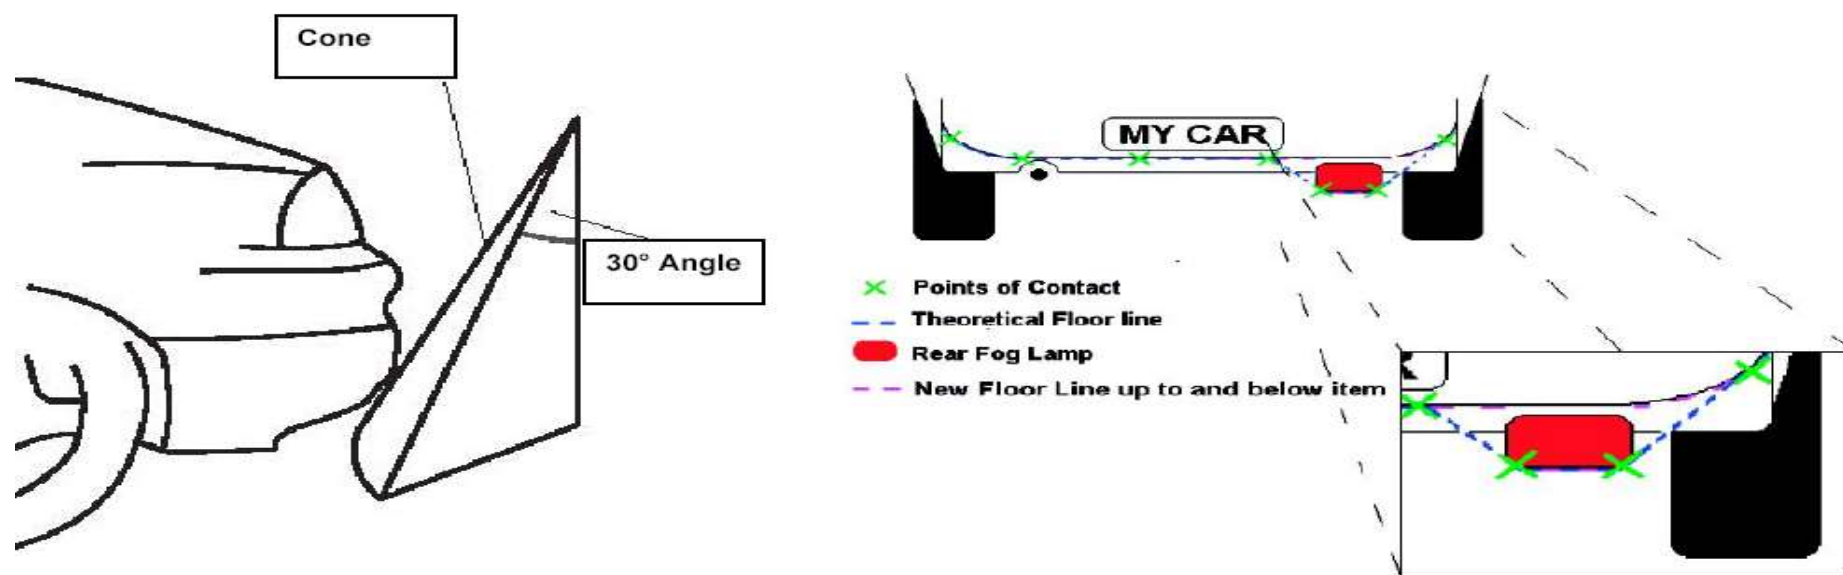 Cone
30° Angle
MY CAR
Points of Contact
Theoretical Floor line
Rear Fog Lamp
New Floor Line up to and below item